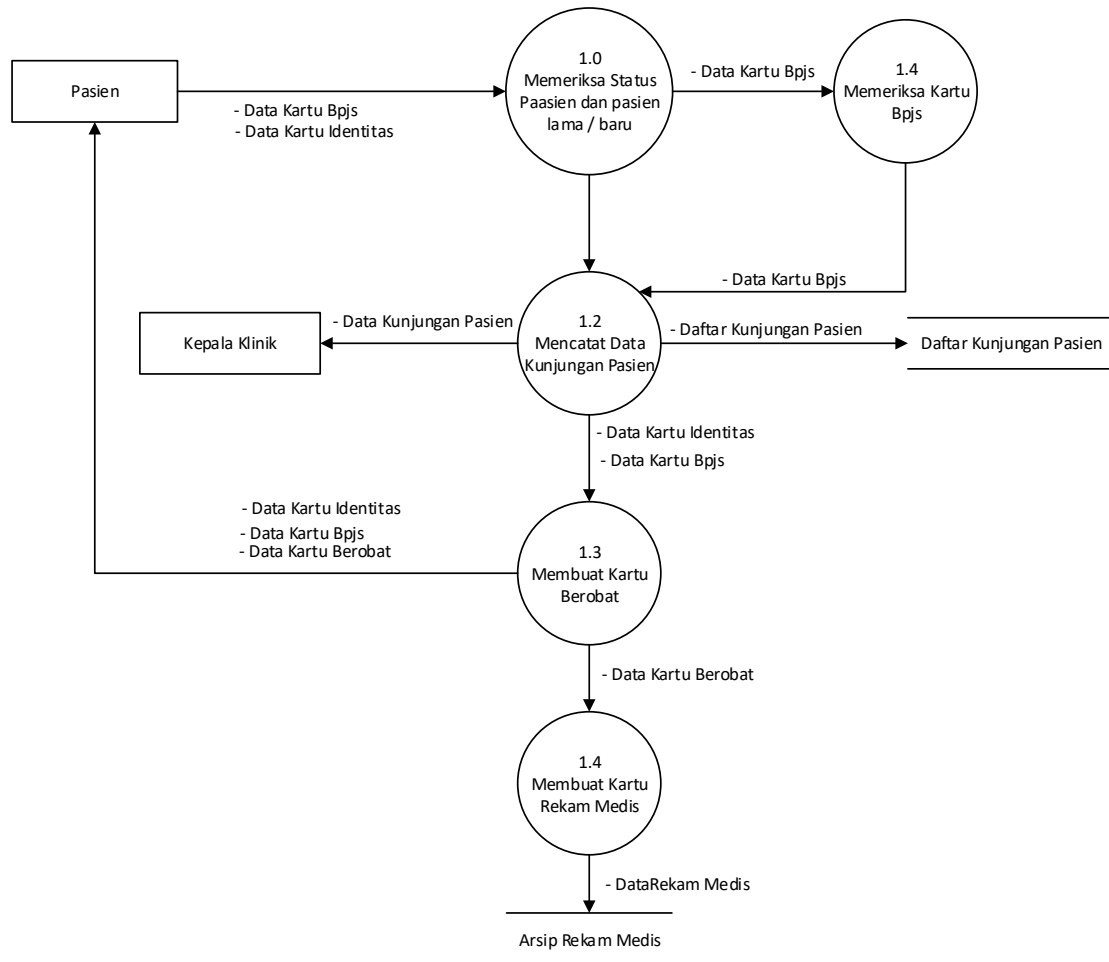 1.0
Memeriksa Status
Paasien dan pasien
lama / baru
- Data Kartu Bpjs
1.4
Memeriksa Kartu
Bpjs
Pasien
- Data Kartu Bpjs
- Data Kartu Identitas
- Data Kartu Bpjs
Kepala Klinik
- Data Kunjungan Pasien
1.2
Mencatat Data
Kunjungan Pasien
- Daftar Kunjungan Pasien
Daftar Kunjungan Pasien
- Data Kartu Identitas
- Data Kartu Bpjs
- Data Kartu Identitas
- Data Kartu Bpjs
- Data Kartu Berobat
1.3
Membuat Kartu
Berobat
- Data Kartu Berobat
1.4
Membuat Kartu
Rekam Medis
- DataRekam Medis
Arsip Rekam Medis